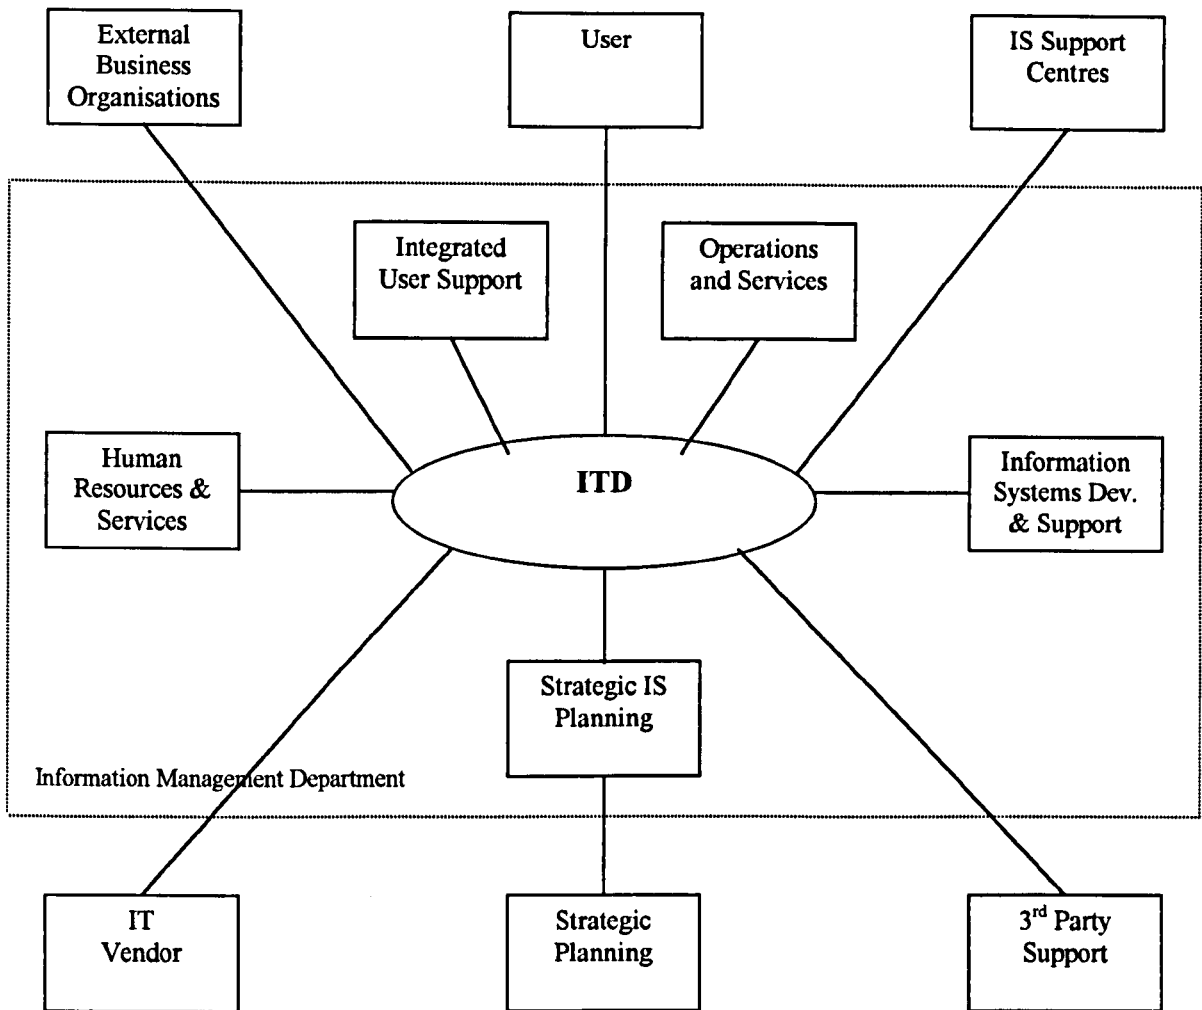 External
Business
Organisations
User
IS Support
Centres
Integrated
User Support
Operations
and Services
Human
Resources &
Services
ITD
Information
Systems Dev.
& Support
Strategic IS
Planning
Information Management Department
IT
Vendor
Strategic
Planning
3rd Party
Support